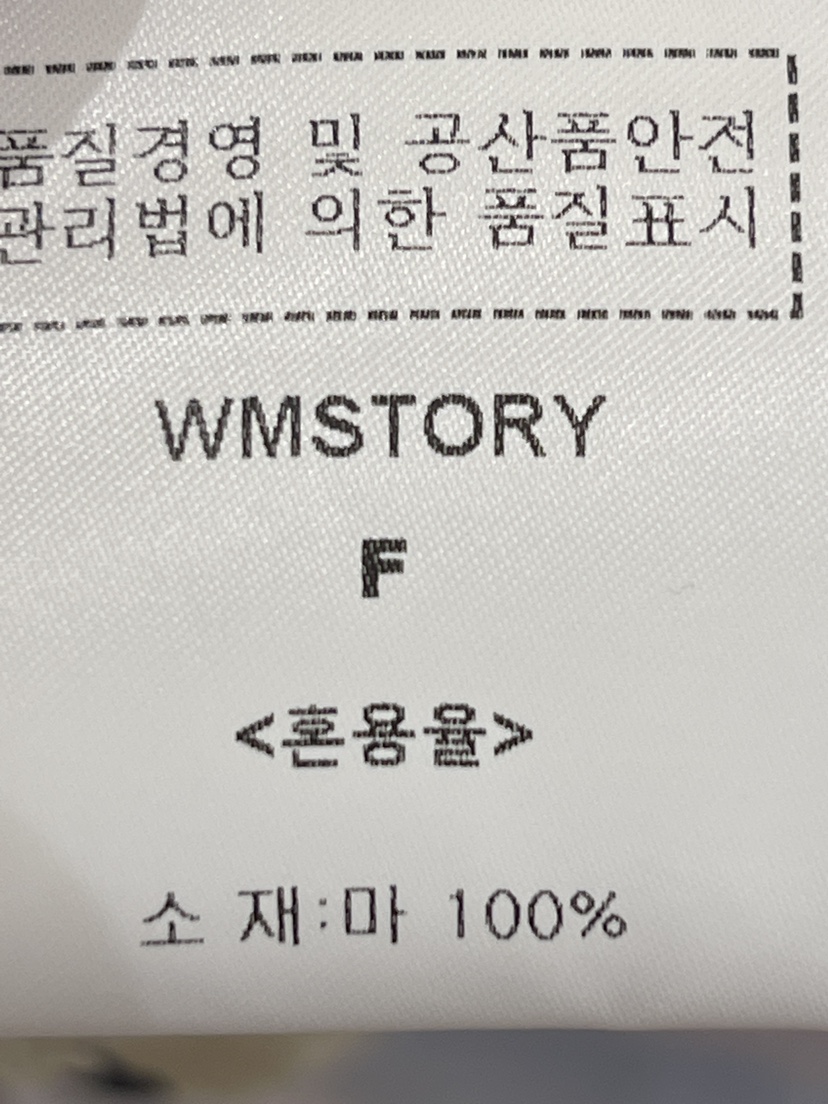 품질경영 및 공산품안전
관리법에 의한 품질표시
WMSTORY
F
<혼용율>
소 재:마 100%